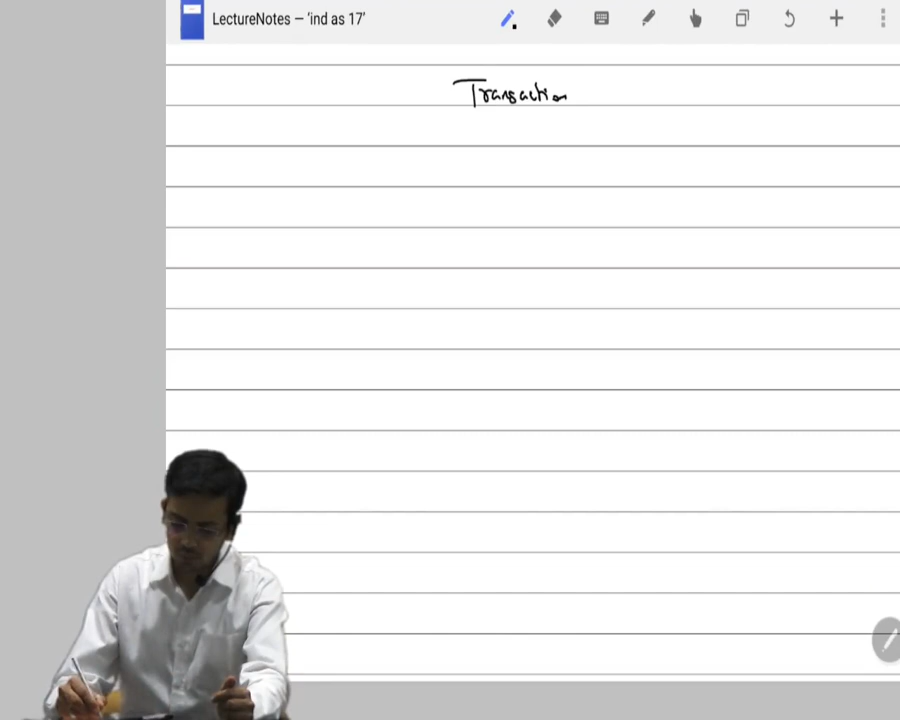 LectureNotes — 'ind as 17'
Transaction